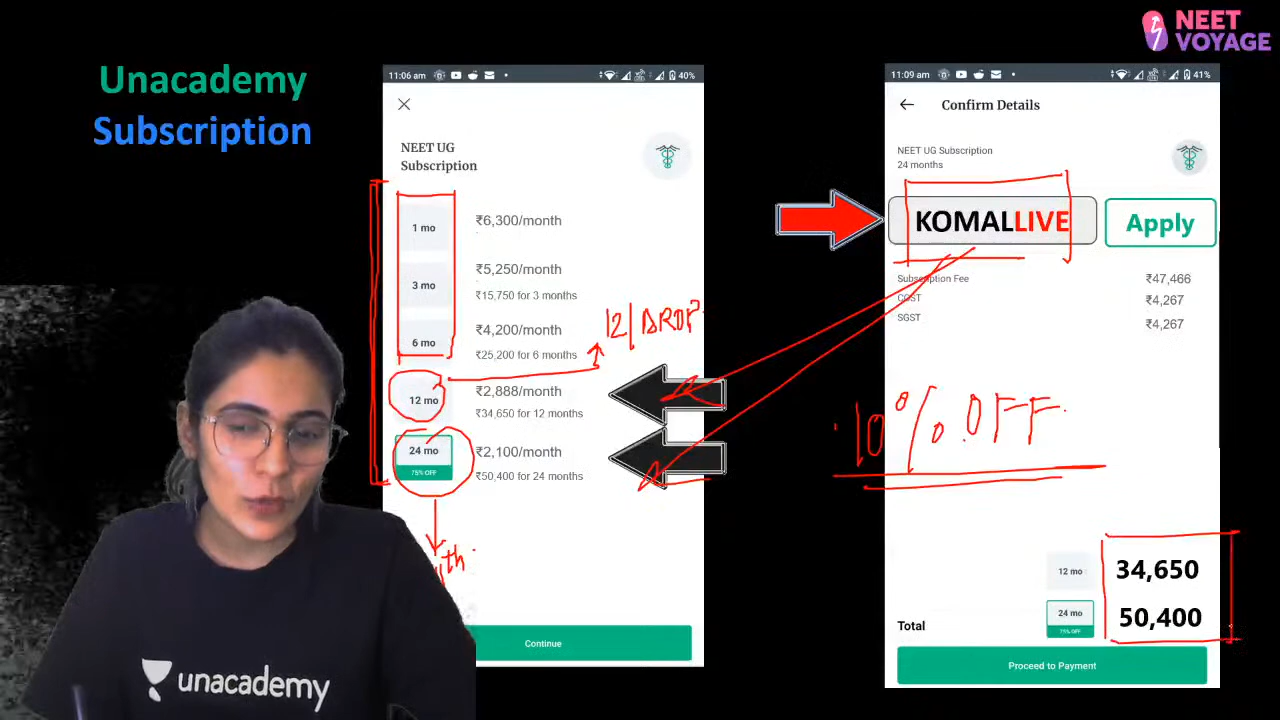 NEET
VOYAGE
Unacademy
Subscription
11:06 am
40%
NEET UG
Subscription
1 mo
₹6,300/month
3 mo
₹5,250/month
₹15,750 for 3 months
6 mo
₹4,200/month
₹25,200 for 6 months
12/DROP
12 mo
₹2,888/month
₹34,650 for 12 months
24 mo
75% OFF
₹2,100/month
₹50,400 for 24 months
Continue
unacademy
11:09 am
41%
Confirm Details
NEET UG Subscription
24 months
KOMALLIVE
Apply
Subscription Fee
₹47,466
CGST
₹4,267
SGST
₹4,267
10% OFF
12 mo
34,650
24 mo
75% OFF
50,400
Total
Proceed to Payment